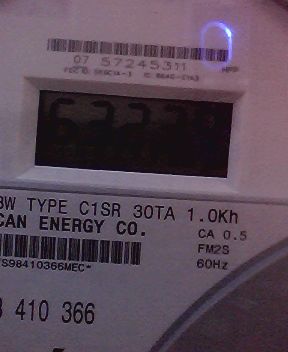 07 57245311
3W TYPE C1SR 30TA 1.0Kh
CAN ENERGY CO.
CA 0.5
FM2S
S98410366MEC*
60Hz
410 366